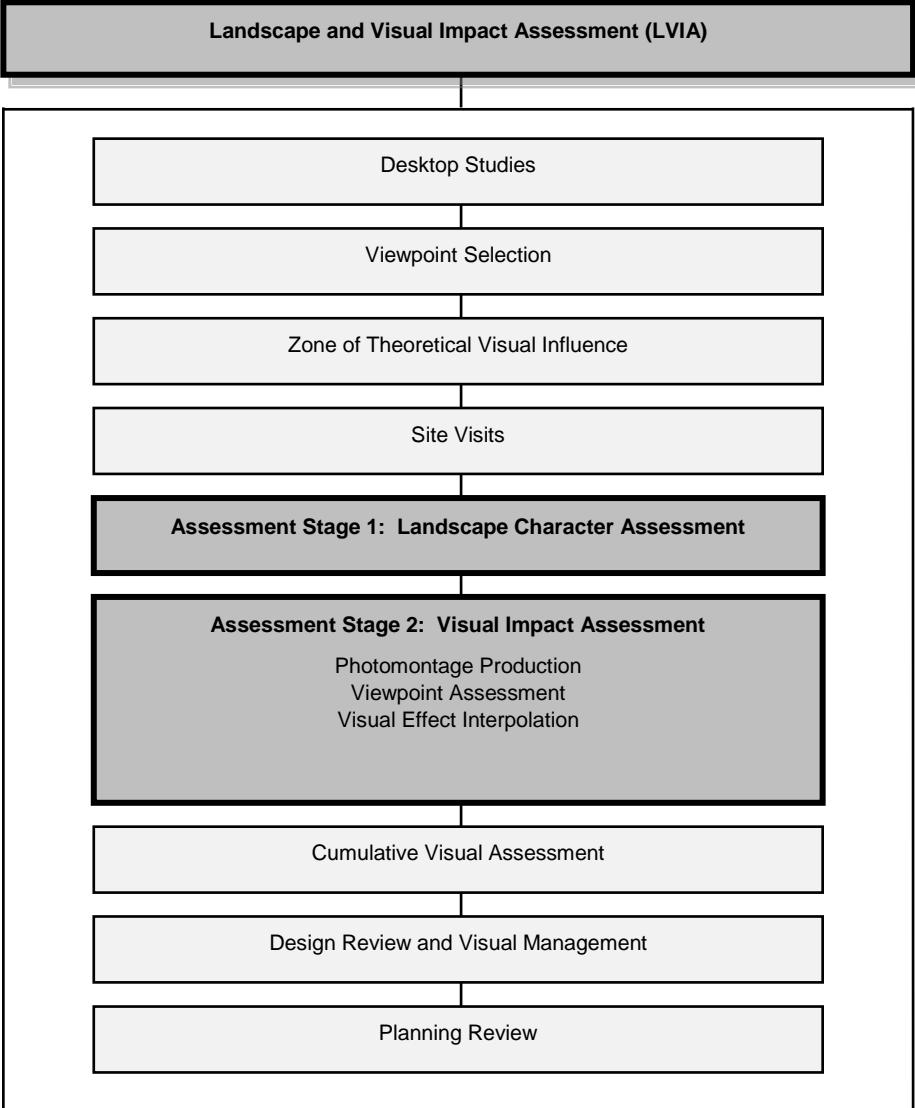 Landscape and Visual Impact Assessment (LVIA)
Desktop Studies
Viewpoint Selection
Zone of Theoretical Visual Influence
Site Visits
Assessment Stage 1: Landscape Character Assessment
Assessment Stage 2: Visual Impact Assessment
Photomontage Production
Viewpoint Assessment
Visual Effect Interpolation
Cumulative Visual Assessment
Design Review and Visual Management
Planning Review